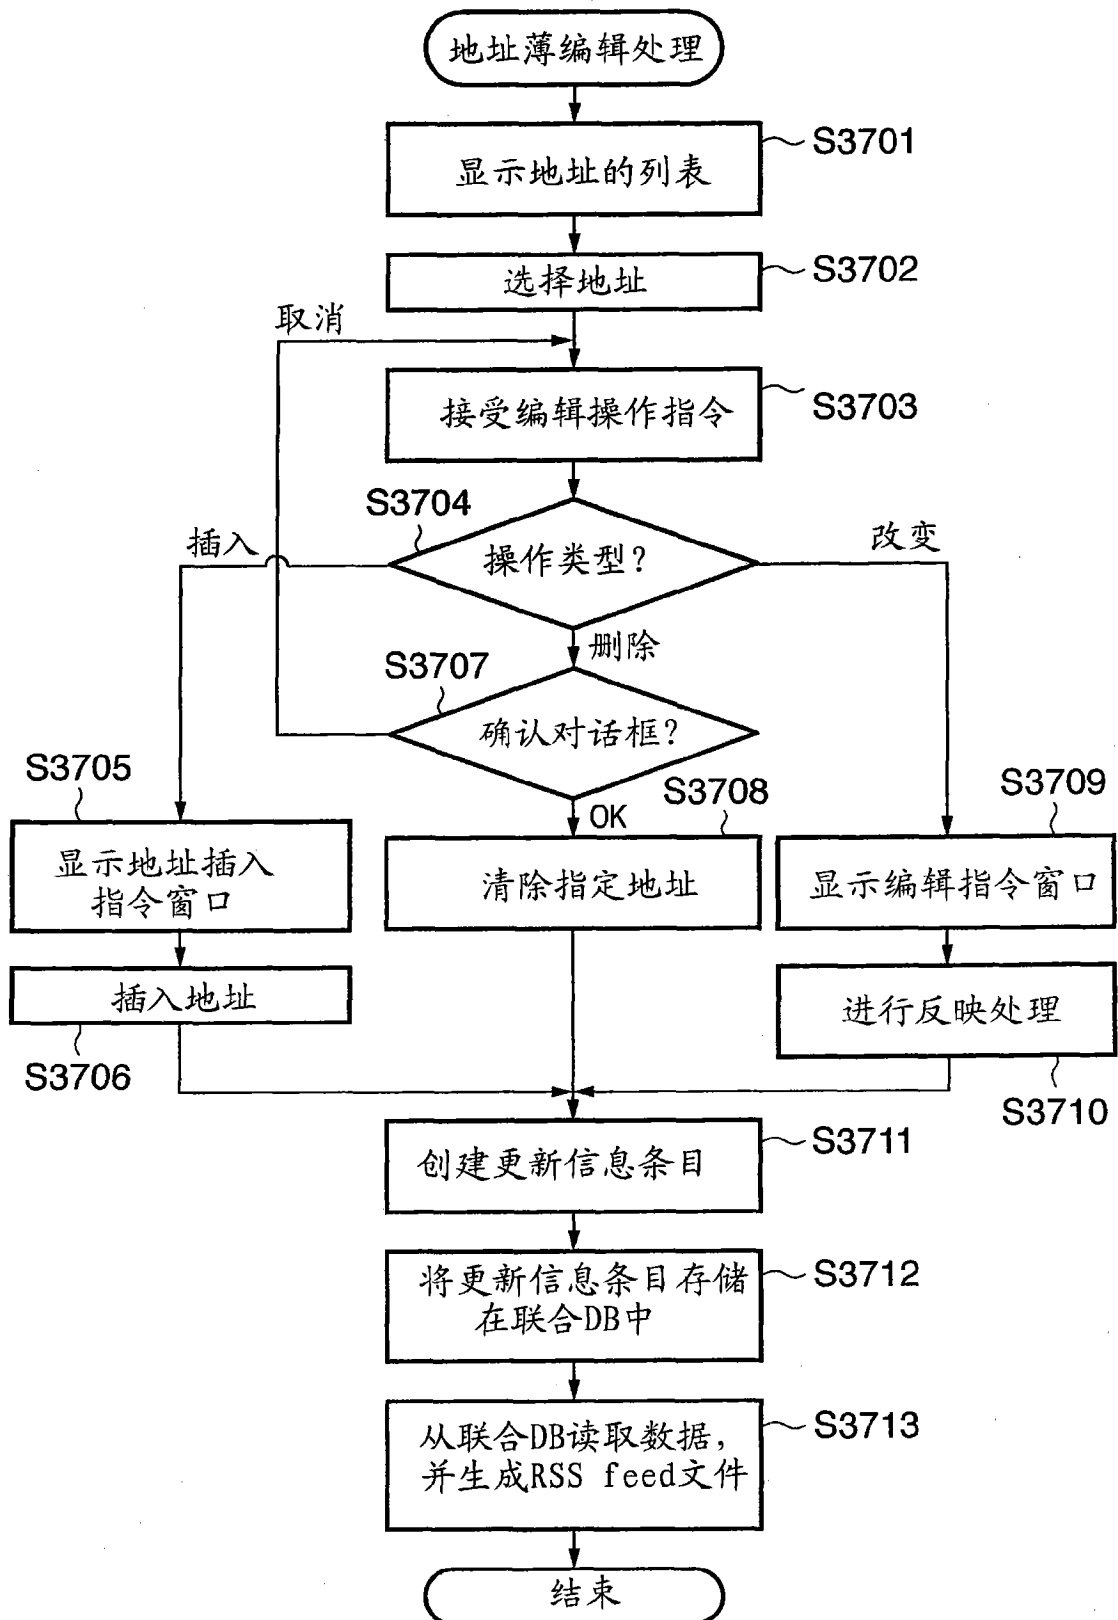 地址薄编辑处理
显示地址的列表
S3701
选择地址
S3702
取消
接受编辑操作指令
S3703
S3704
插入
操作类型?
改变
删除
S3707
确认对话框?
S3705
OK
S3708
S3709
显示地址插入
指令窗口
清除指定地址
显示编辑指令窗口
插入地址
进行反映处理
S3706
S3710
创建更新信息条目
S3711
将更新信息条目存储
在联合DB中
S3712
从联合DB读取数据,
并生成RSS feed文件
S3713
结束